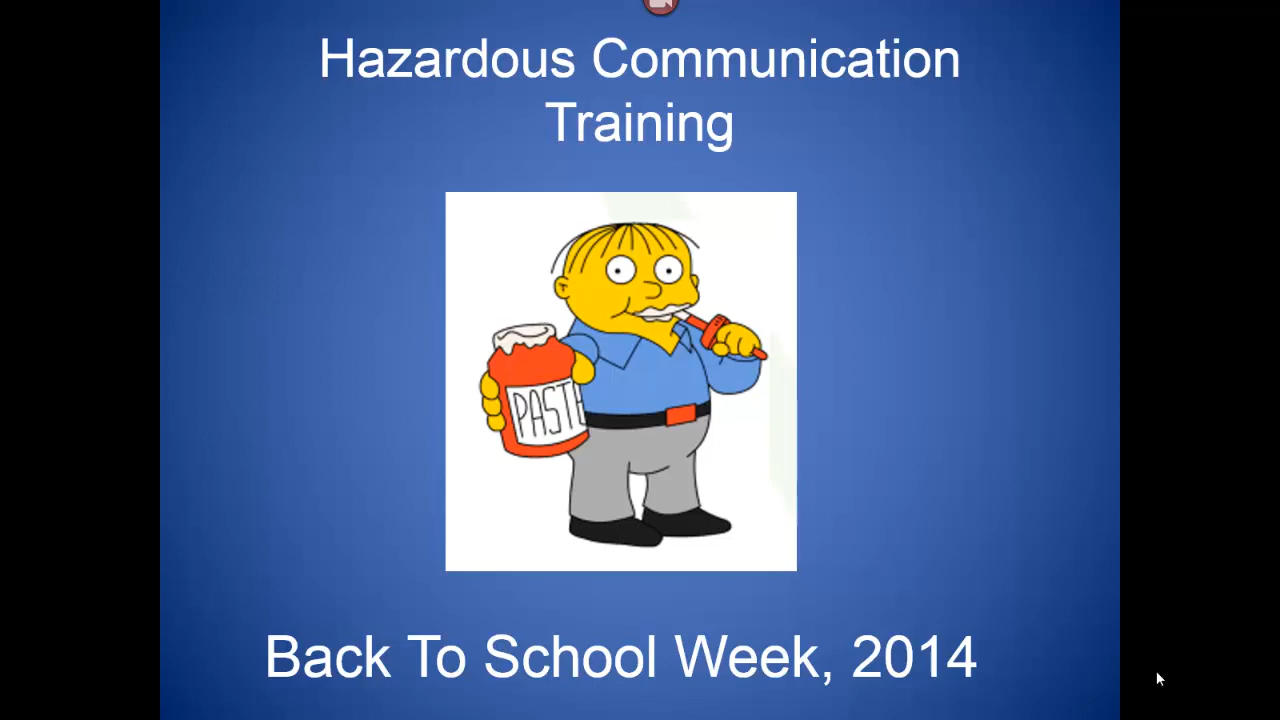 Hazardous Communication
Training
PASTE
Back To School Week, 2014